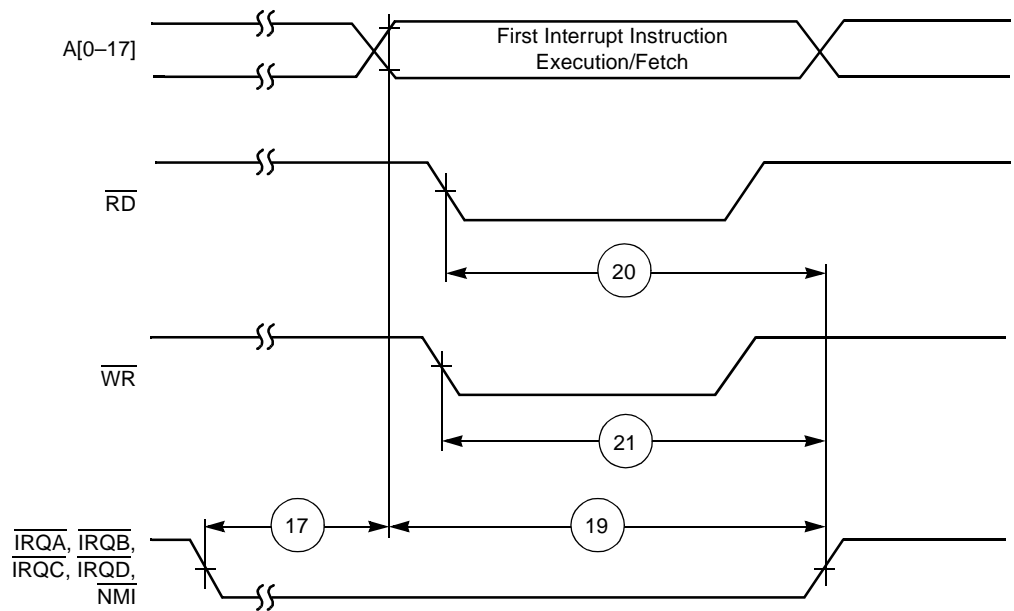 A[0–17]
First Interrupt Instruction
Execution/Fetch
RD
20
WR
21
17
19
IRQA, IRQB,
IRQC, IRQD,
NMI